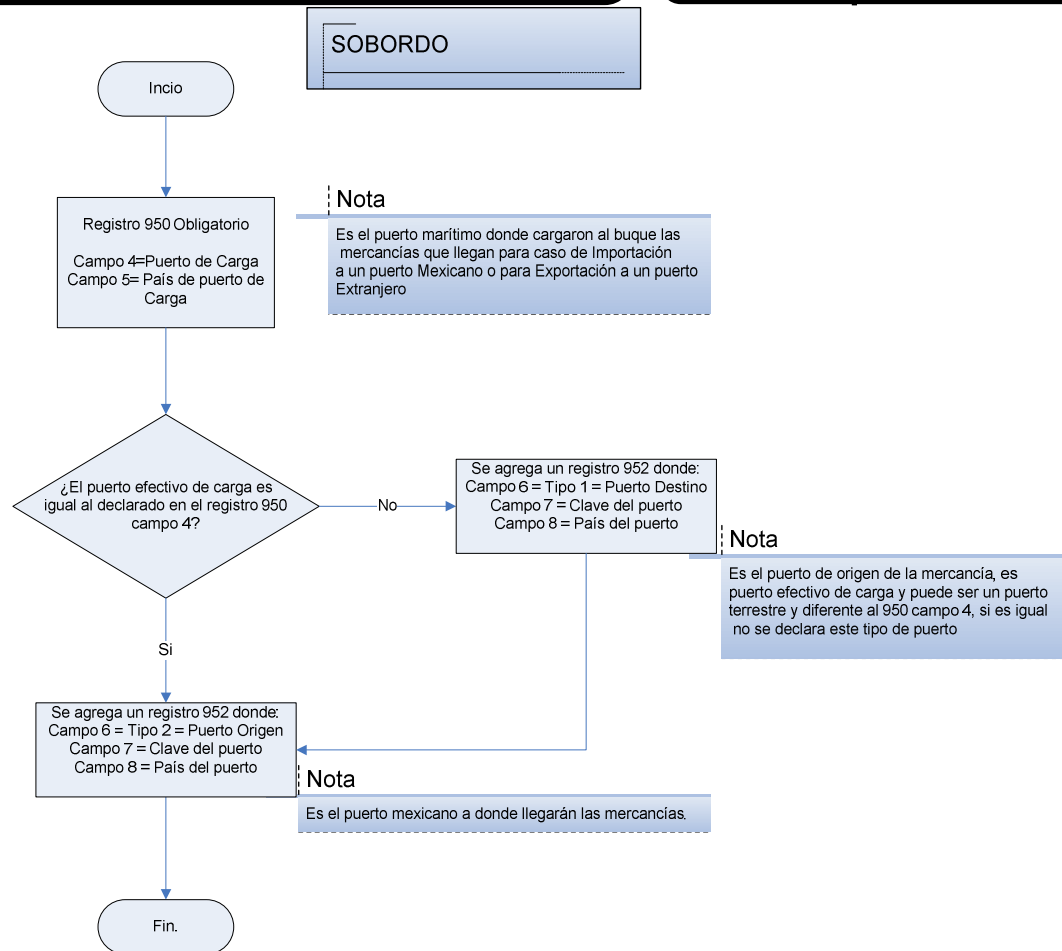 SOBORDO
Incio
Registro 950 Obligatorio
Campo 4=Puerto de Carga
Campo 5= País de puerto de
Carga
Nota
Es el puerto marítimo donde cargaron al buque las
mercancías que llegan para caso de Importación
a un puerto Mexicano o para Exportación a un puerto
Extranjero
¿El puerto efectivo de carga es
igual al declarado en el registro 950
campo 4?
No
Se agrega un registro 952 donde:
Campo 6 = Tipo 1 = Puerto Destino
Campo 7 = Clave del puerto
Campo 8 = País del puerto
Nota
Es el puerto de origen de la mercancía, es
puerto efectivo de carga y puede ser un puerto
terrestre y diferente al 950 campo 4, si es igual
no se declara este tipo de puerto
Si
Se agrega un registro 952 donde:
Campo 6 = Tipo 2 = Puerto Origen
Campo 7 = Clave del puerto
Campo 8 = País del puerto
Nota
Es el puerto mexicano a donde llegarán las mercancías.
Fin.